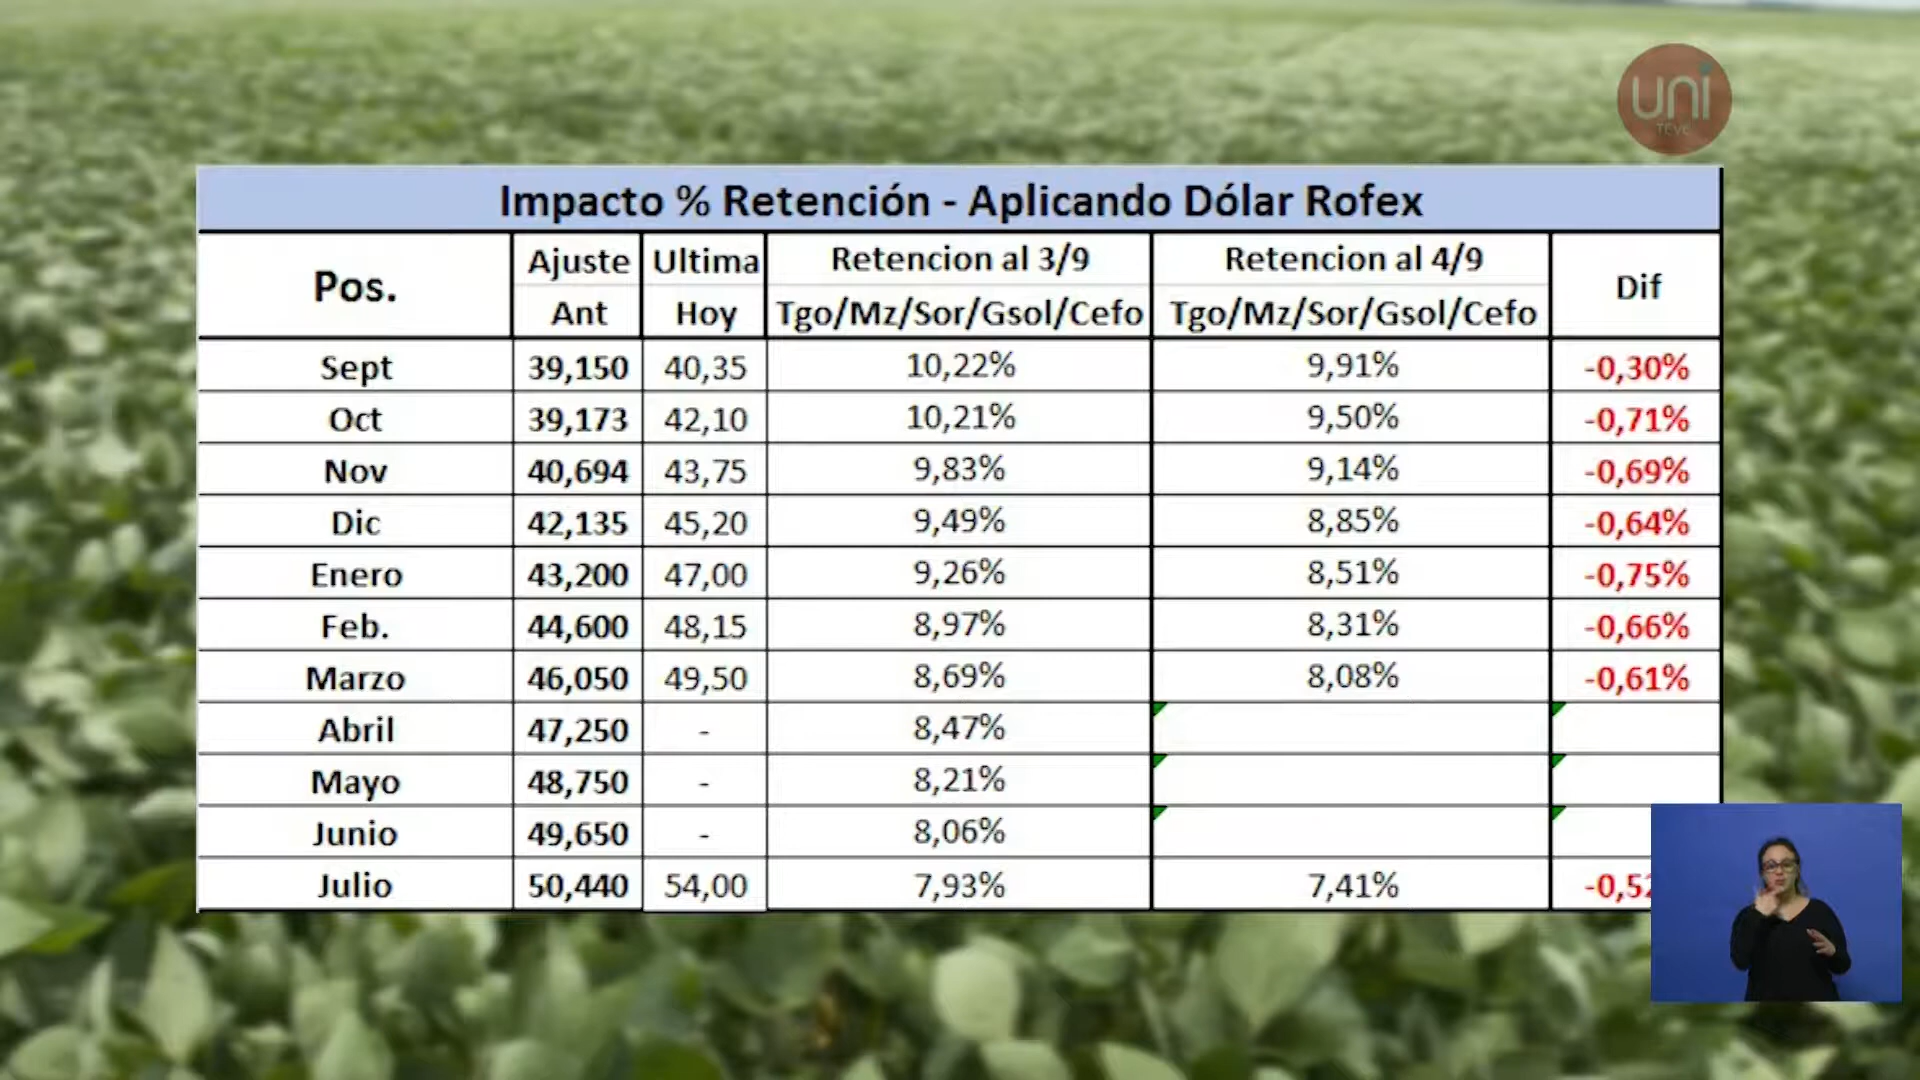 uni
TEVE
Impacto % Retención - Aplicando Dólar Rofex
Pos. Ajuste Ant Ultima Hoy Retencion al 3/9 Tgo/Mz/Sor/Gsol/Cefo Retencion al 4/9 Tgo/Mz/Sor/Gsol/Cefo Dif
Sept 39,150 40,35 10,22% 9,91% -0,30%
Oct 39,173 42,10 10,21% 9,50% -0,71%
Nov 40,694 43,75 9,83% 9,14% -0,69%
Dic 42,135 45,20 9,49% 8,85% -0,64%
Enero 43,200 47,00 9,26% 8,51% -0,75%
Feb. 44,600 48,15 8,97% 8,31% -0,66%
Marzo 46,050 49,50 8,69% 8,08% -0,61%
Abril 47,250 - 8,47%
Mayo 48,750 - 8,21%
Junio 49,650 - 8,06%
Julio 50,440 54,00 7,93% 7,41%